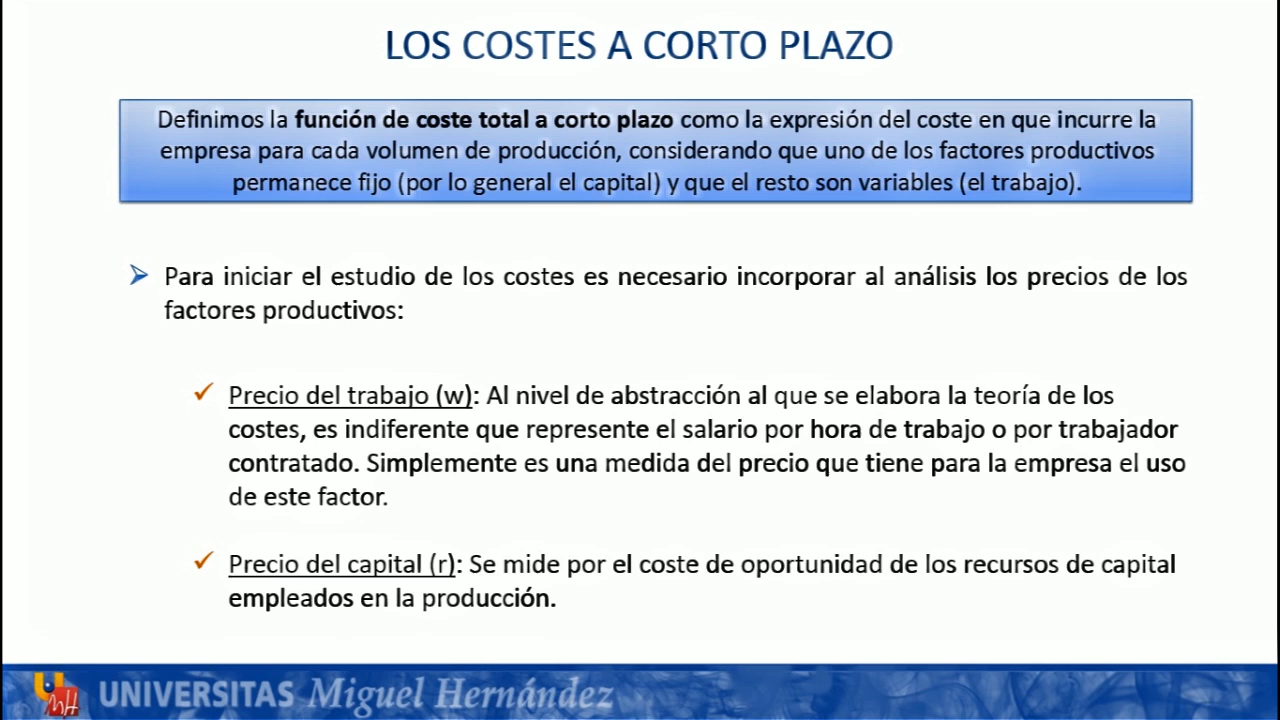 LOS COSTES A CORTO PLAZO
Definimos la función de coste total a corto plazo como la expresión del coste en que incurre la
empresa para cada volumen de producción, considerando que uno de los factores productivos
permanece fijo (por lo general el capital) y que el resto son variables (el trabajo).
Para iniciar el estudio de los costes es necesario incorporar al análisis los precios de los
factores productivos:
Precio del trabajo (w): Al nivel de abstracción al que se elabora la teoría de los
costes, es indiferente que represente el salario por hora de trabajo o por trabajador
contratado. Simplemente es una medida del precio que tiene para la empresa el uso
de este factor.
Precio del capital (r): Se mide por el coste de oportunidad de los recursos de capital
empleados en la producción.
UNIVERSITAS Miguel Hernández